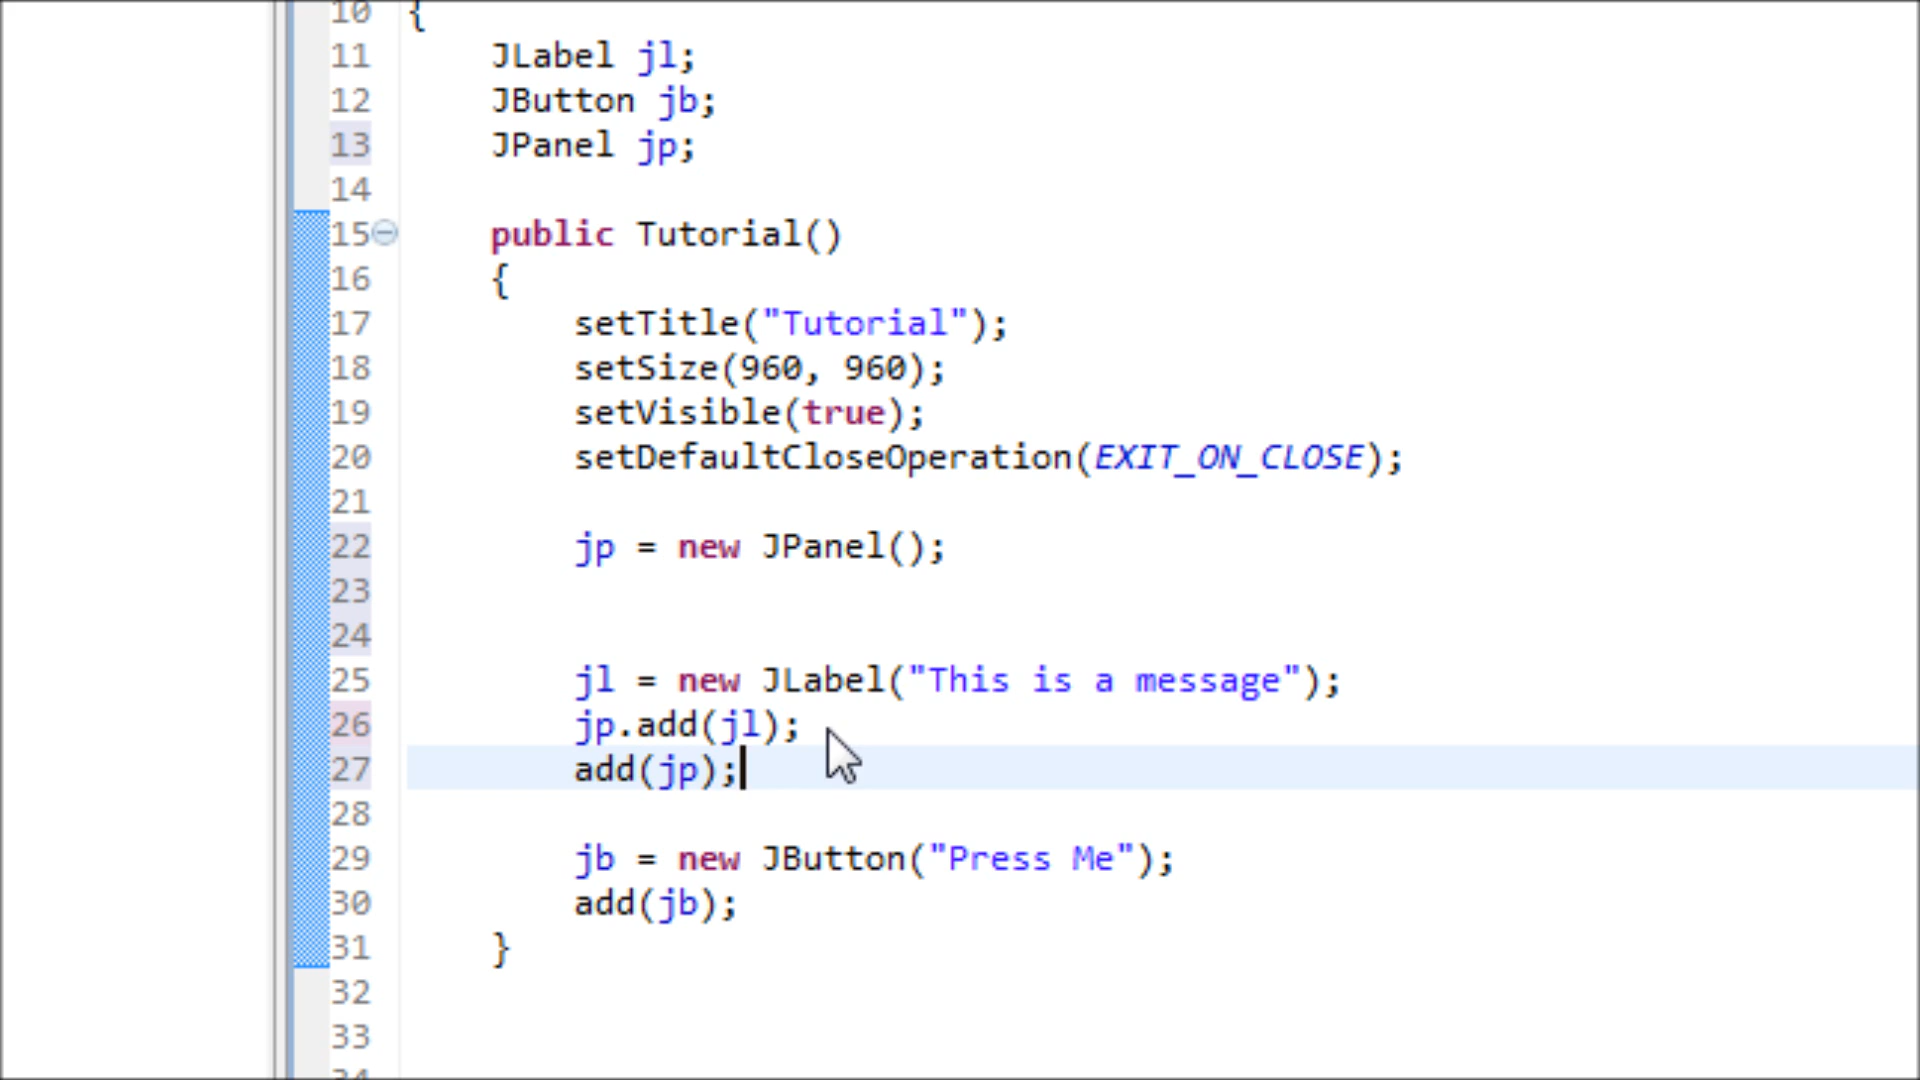 10 {
11 JLabel jl;
12 JButton jb;
13 JPanel jp;
14
15 public Tutorial()
16 {
17 setTitle("Tutorial");
18 setSize(960, 960);
19 setVisible(true);
20 setDefaultCloseOperation(EXIT_ON_CLOSE);
21
22 jp = new JPanel();
23
24
25 jl = new JLabel("This is a message");
26 jp.add(jl);
27 add(jp);
28
29 jb = new JButton("Press Me");
30 add(jb);
31 }
32
33
34